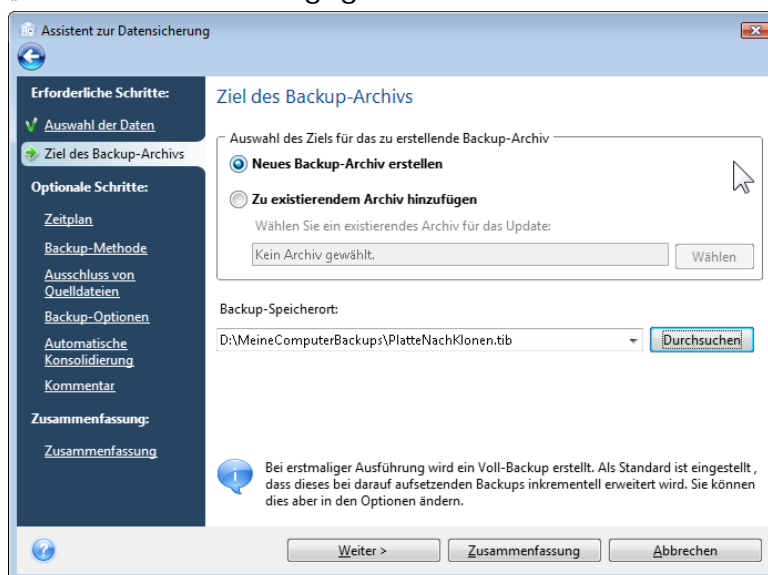 Assistent zur Datensicherung
Erforderliche Schritte:
Auswahl der Daten
Ziel des Backup-Archivs
Optionale Schritte:
Zeitplan
Backup-Methode
Ausschluss von
Quelldateien
Backup-Optionen
Automatische
Konsolidierung
Kommentar
Zusammenfassung:
Zusammenfassung
Ziel des Backup-Archivs
Auswahl des Ziels für das zu erstellende Backup-Archiv
Neues Backup-Archiv erstellen
Zu existierendem Archiv hinzufügen
Wählen Sie ein existierendes Archiv für das Update:
Kein Archiv gewählt.
Wählen
Backup-Speicherort:
D:\MeineComputerBackups\PlatteNachKlonen.tib
Durchsuchen
Bei erstmaliger Ausführung wird ein Voll-Backup erstellt. Als Standard ist eingestellt ,
dass dieses bei darauf aufsetzenden Backups inkrementell erweitert wird. Sie können
dies aber in den Optionen ändern.
Weiter >
Zusammenfassung
Abbrechen